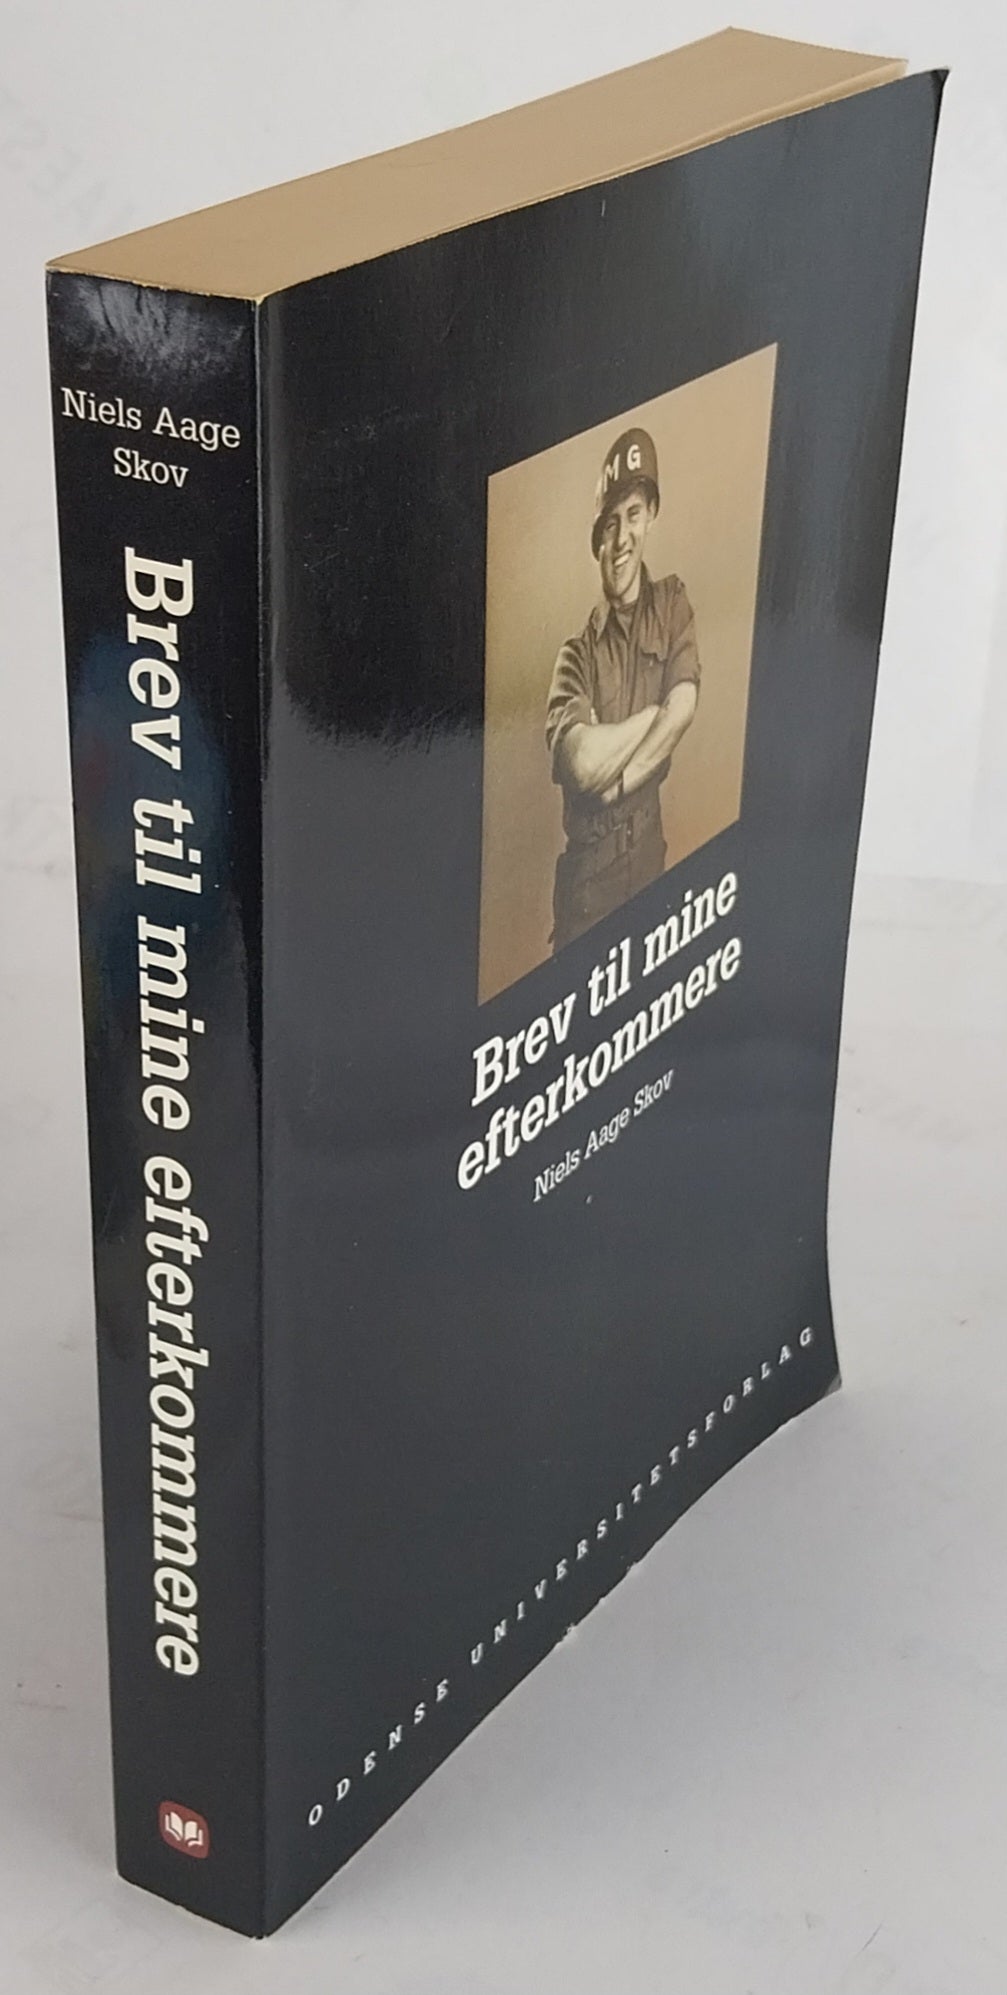 Niels Aage
Skov
Brev til mine efterkommere
MG
Brev til mine
efterkommere
Niels Aage Skov
ODENSE UNIVERSITETSFORLAG